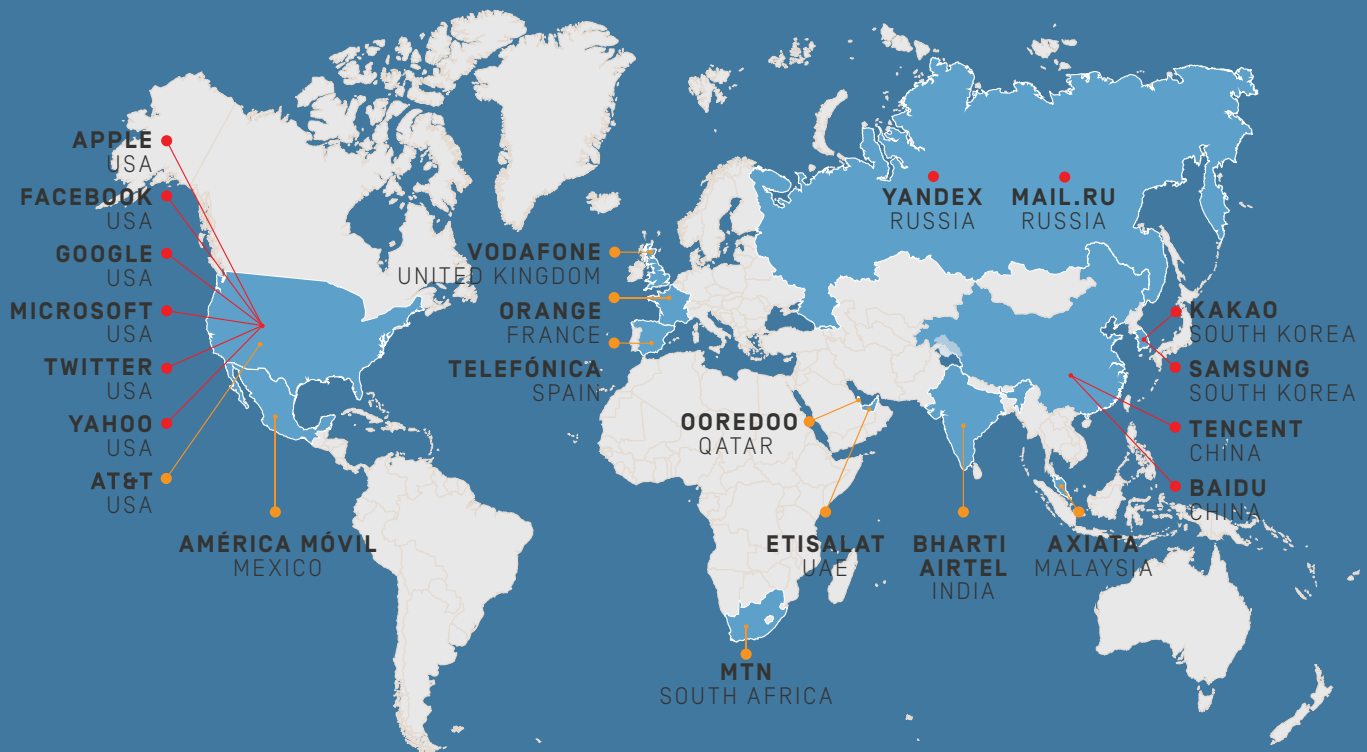 APPLE
USA
FACEBOOK
USA
GOOGLE
USA
MICROSOFT
USA
TWITTER
USA
YAHOO
USA
AT&T
USA
AMÉRICA MÓVIL
MEXICO
VODAFONE
UNITED KINGDOM
ORANGE
FRANCE
TELEFÓNICA
SPAIN
OOREDOO
QATAR
ETISALAT
UAE
BHARTI
AIRTEL
INDIA
AXIATA
MALAYSIA
MTN
SOUTH AFRICA
YANDEX
RUSSIA
MAIL.RU
RUSSIA
KAKAO
SOUTH KOREA
SAMSUNG
SOUTH KOREA
TENCENT
CHINA
BAIDU
CHINA